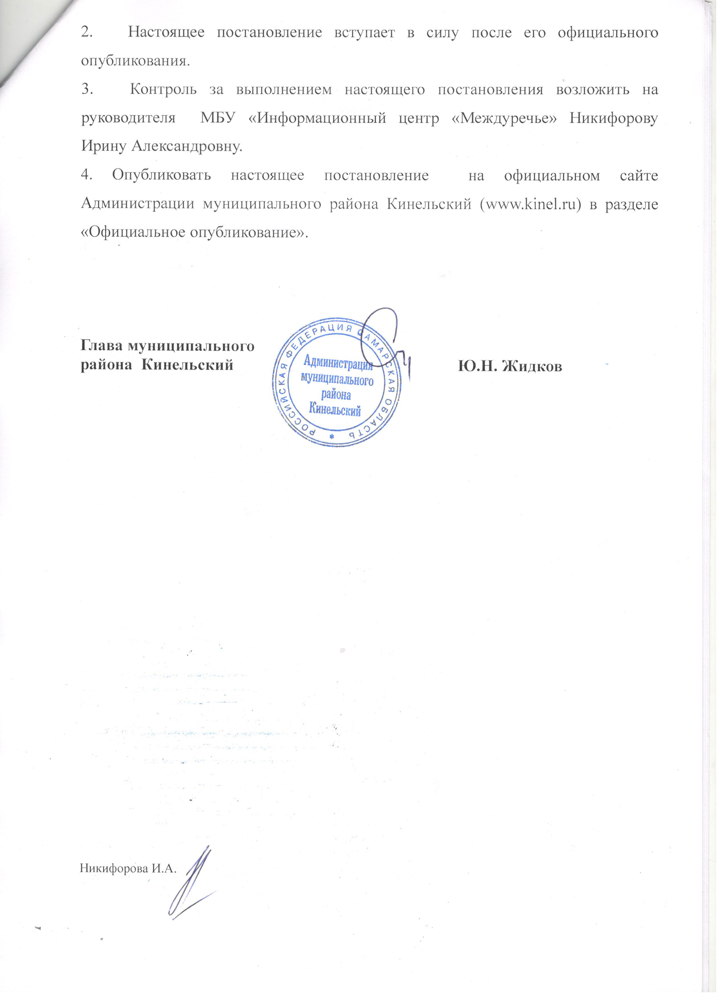 2. Настоящее постановление вступает в силу после его официального
опубликования.
3. Контроль за выполнением настоящего постановления возложить на
руководителя МБУ «Информационный центр «Междуречье» Никифорову
Ирину Александровну.
4. Опубликовать настоящее постановление на официальном сайте
Администрации муниципального района Кинельский (www.kinel.ru) в разделе
«Официальное опубликование».
Глава муниципального
района Кинельский
Ю.Н. Жидков
РОССИЙСКАЯ ФЕДЕРАЦИЯ САМАРСКАЯ ОБЛАСТЬ *
Администрация
муниципального
района
Кинельский
Никифорова И.А.